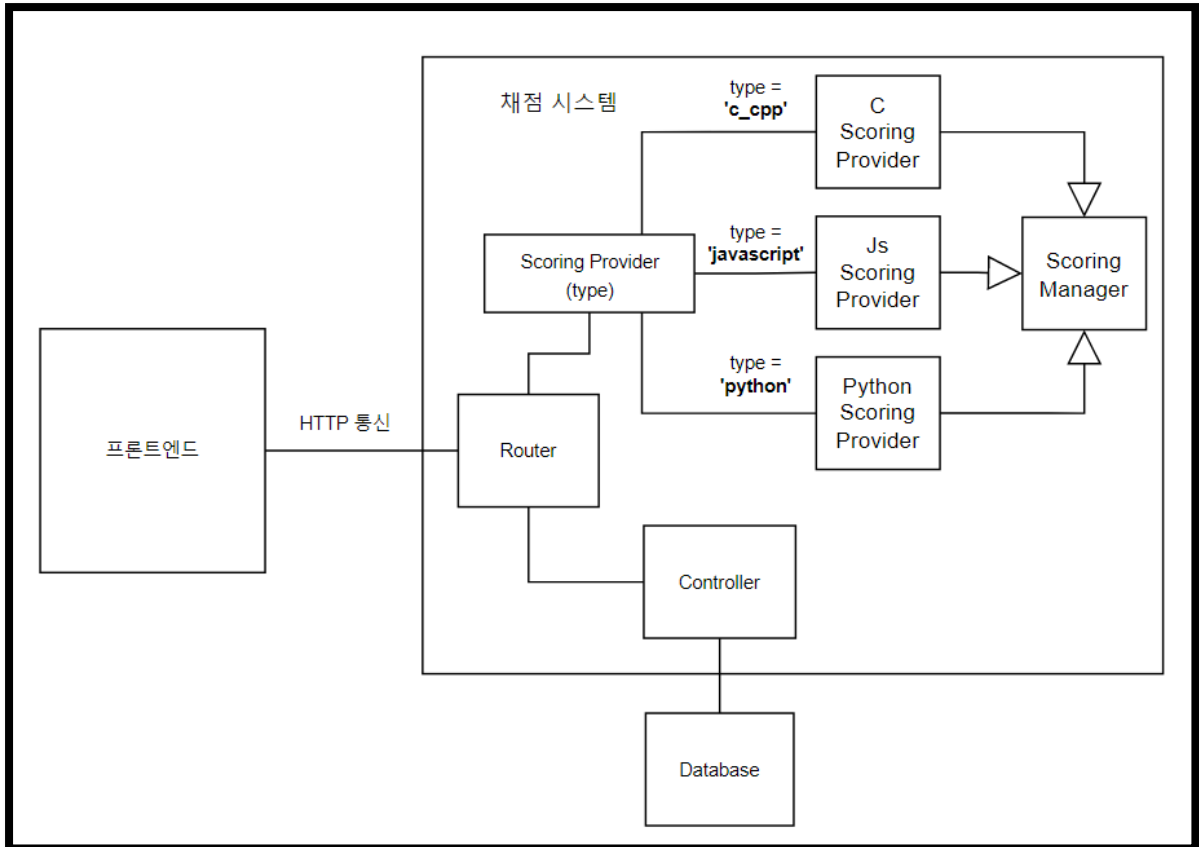 채점 시스템
type =
'c_cpp'
C
Scoring
Provider
Scoring Provider
(type)
type =
'javascript'
Js
Scoring
Provider
Scoring
Manager
type =
'python'
Python
Scoring
Provider
프론트엔드
HTTP 통신
Router
Controller
Database